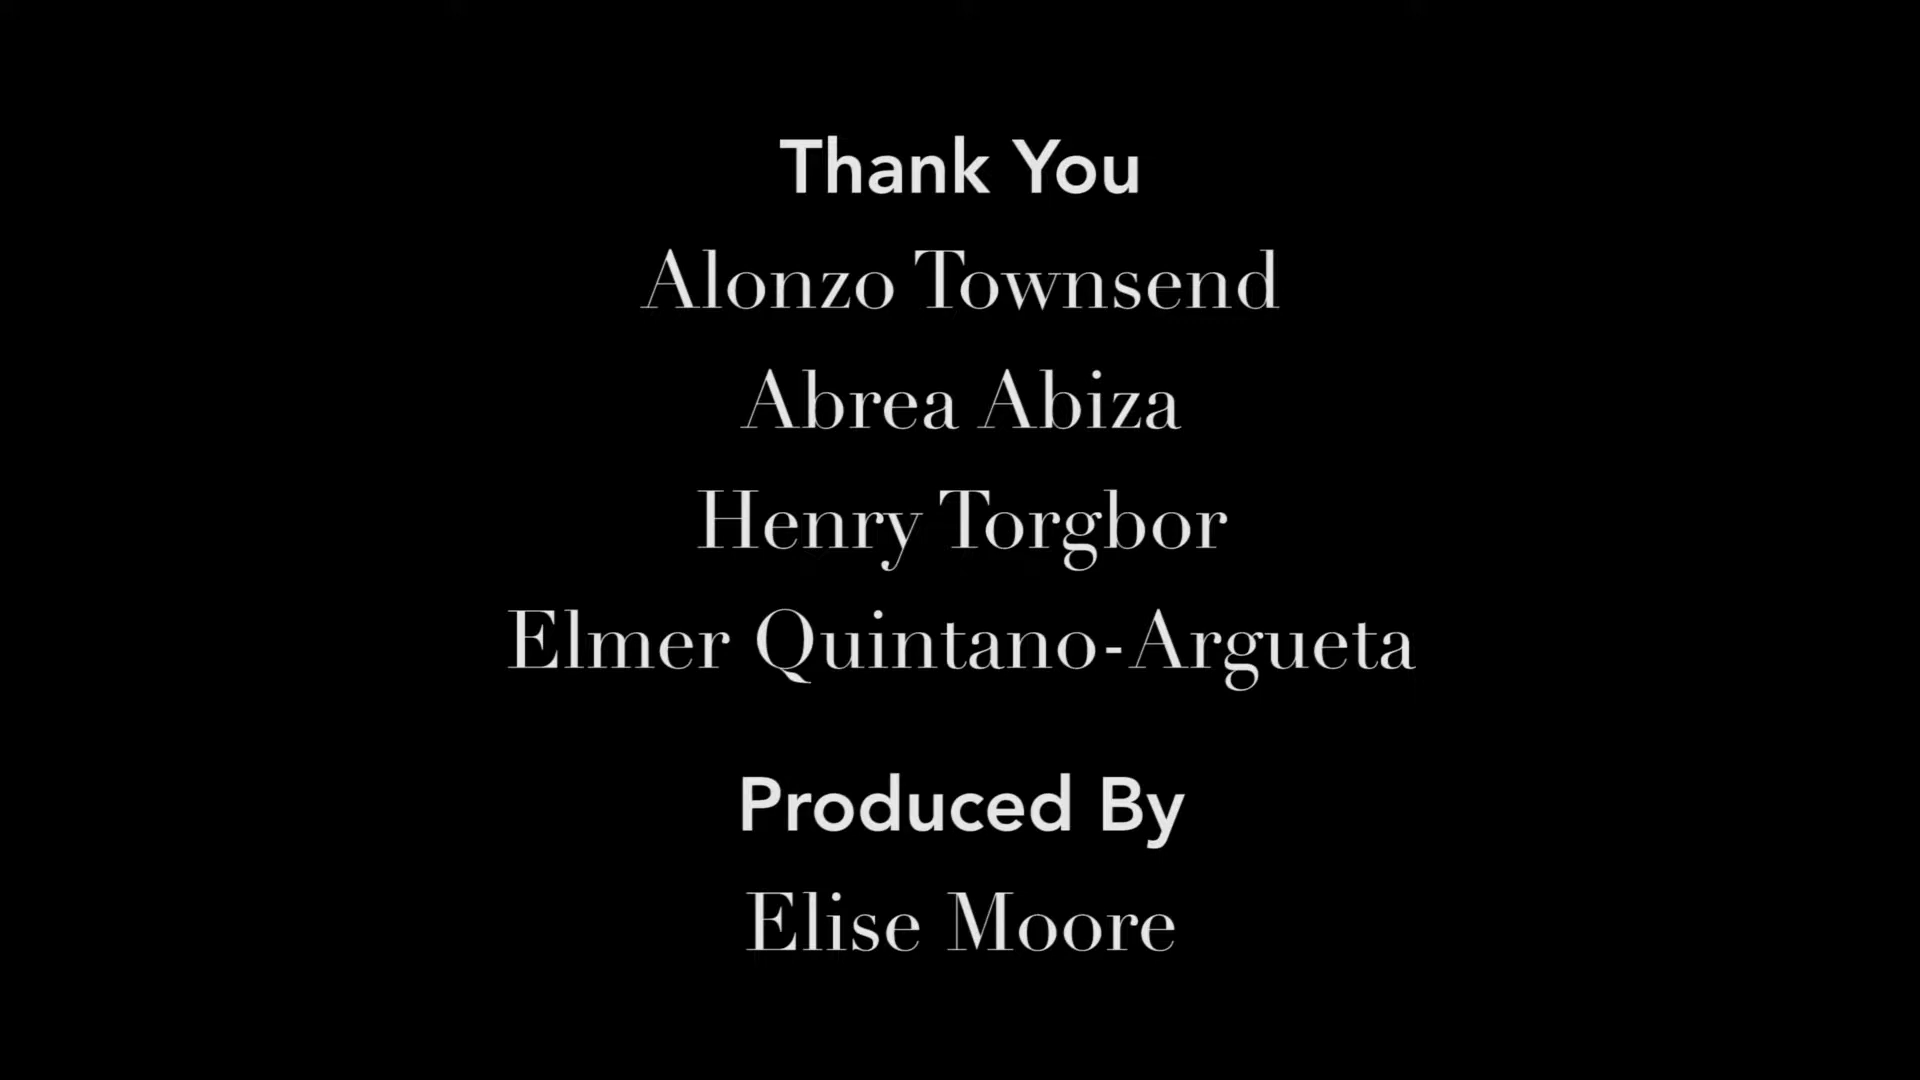 Thank You
Alonzo Townsend
Abrea Abiza
Henry Torgbor
Elmer Quintano-Argueta
Produced By
Elise Moore